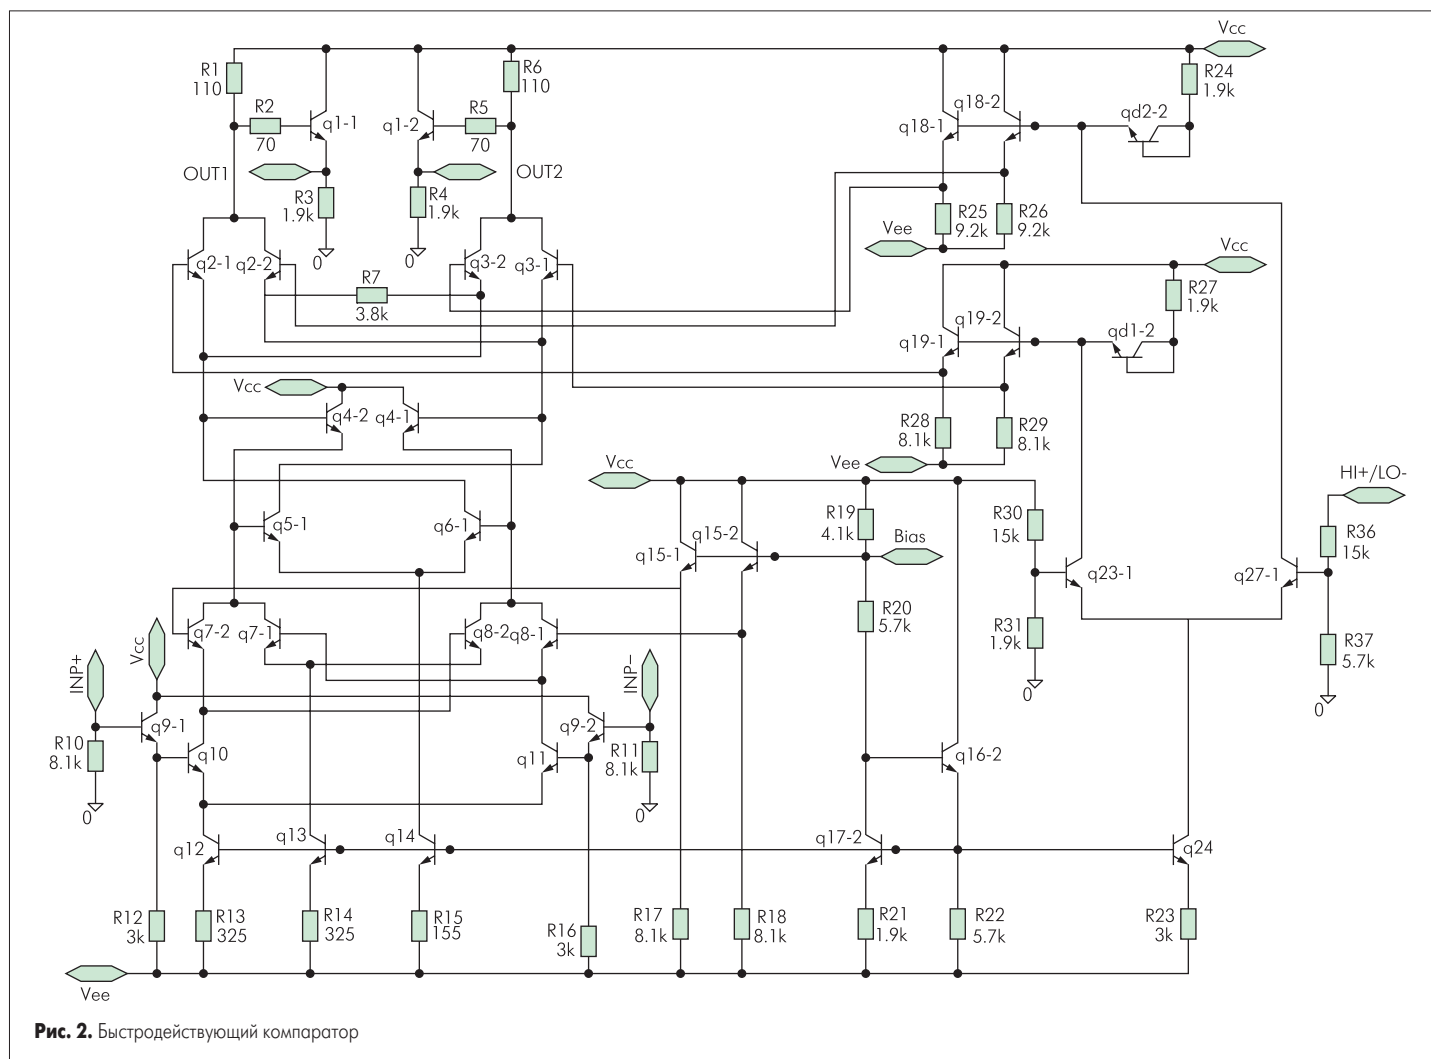 Vcc
R1
110
R6
110
R24
1.9k
R2
70
q1-1
q1-2
R5
70
q18-2
q18-1
qd2-2
OUT1
OUT2
R3
1.9k
R4
1.9k
R25
9.2k
R26
9.2k
Vee
0
0
Vcc
q2-1
q2-2
q3-2
q3-1
R7
3.8k
R27
1.9k
q19-2
q19-1
qd1-2
Vcc
q4-2
q4-1
R28
8.1k
R29
8.1k
Vee
Vcc
HI+/LO-
q5-1
q6-1
R19
4.1k
R30
15k
R36
15k
q15-2
q15-1
Bias
q23-1
q27-1
R20
5.7k
R31
1.9k
R37
5.7k
q7-2
q7-1
q8-2
q8-1
Vcc
INP+
INP–
0
0
q9-1
q9-2
R10
8.1k
q10
q11
R11
8.1k
q16-2
0
0
q12
q13
q14
q17-2
q24
R12
3k
R13
325
R14
325
R15
155
R16
3k
R17
8.1k
R18
8.1k
R21
1.9k
R22
5.7k
R23
3k
Vee
Рис. 2. Быстродействующий компаратор